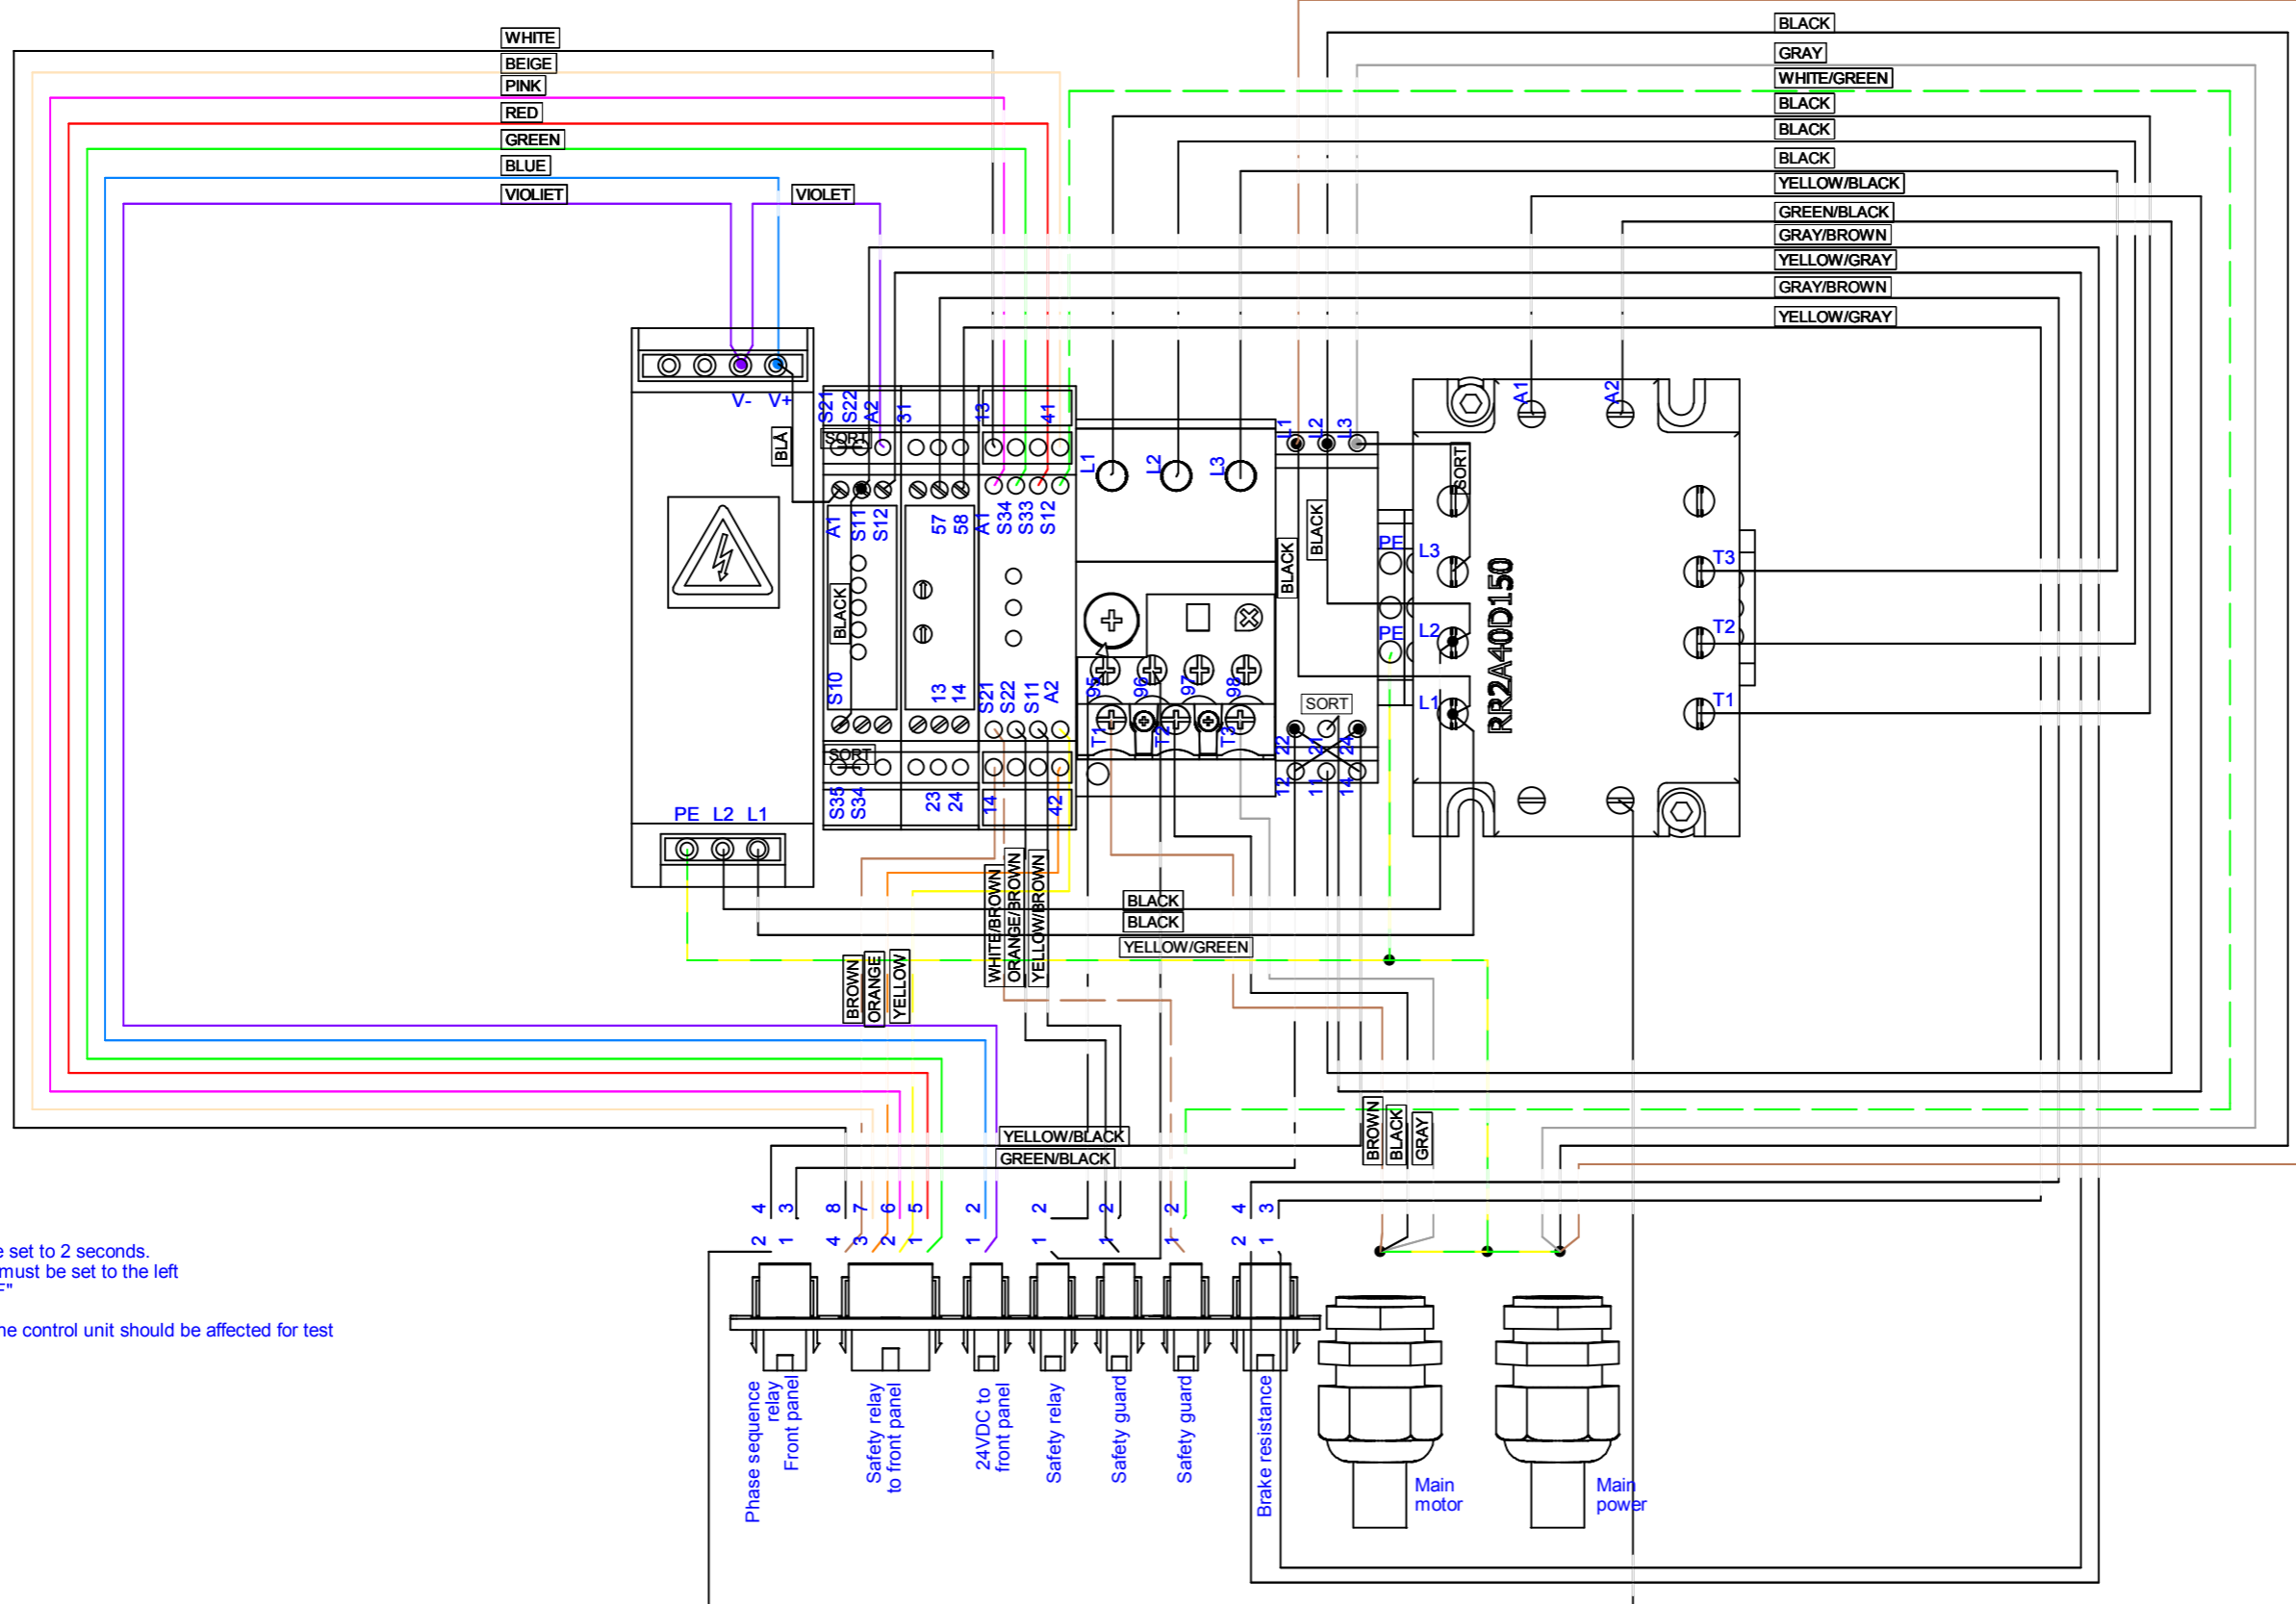 WHITE
BEIGE
PINK
RED
GREEN
BLUE
VIOLIET
VIOLET
BLACK
GRAY
WHITE/GREEN
BLACK
BLACK
BLACK
YELLOW/BLACK
GREEN/BLACK
GRAY/BROWN
YELLOW/GRAY
GRAY/BROWN
YELLOW/GRAY
V- V+
BLA
S21 S22 A2 31 13 41
SORT
A1 S11 S12 57 58 A1 S34 S33 S12
BLACK
S10 13 14 S21 S22 S11 A2
SORT
S35 S34 23 24 14 42
L1 L2 L3
95 96 97 98
T1 T2 T3
L1 L2 L3
BLACK
BLACK
SORT
22 21 24
12 11 14
PE
PE
A1 A2
SORT
L3
L2
L1
RR2A40D150
T3
T2
T1
PE L2 L1
BLACK
BLACK
YELLOW/GREEN
WHITE/BROWN
ORANGE/BROWN
YELLOW/BROWN
BROWN
ORANGE
YELLOW
BROWN
BLACK
GRAY
YELLOW/BLACK
GREEN/BLACK
4 3 8 7 6 5 2 2 2 2 4 3
2 1 4 3 2 1 1 1 1 1 2 1
e set to 2 seconds.
must be set to the left
F"
he control unit should be affected for test
Phase sequence
relay
Front panel
Safety relay
to front panel
24VDC to
front panel
Safety relay
Safety guard
Safety guard
Brake resistance
Main
motor
Main
power